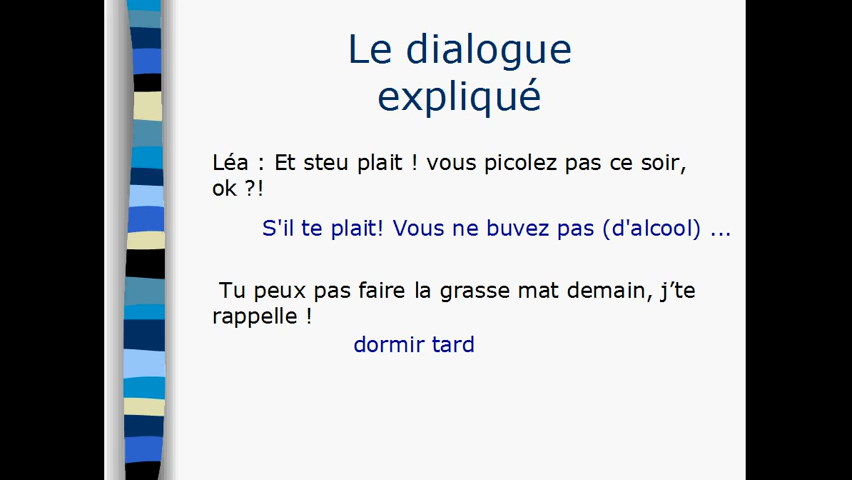 Le dialogue
expliqué
Léa : Et steu plait ! vous picolez pas ce soir,
ok ?!
S'il te plait! Vous ne buvez pas (d'alcool) ...
Tu peux pas faire la grasse mat demain, j’te
rappelle !
dormir tard